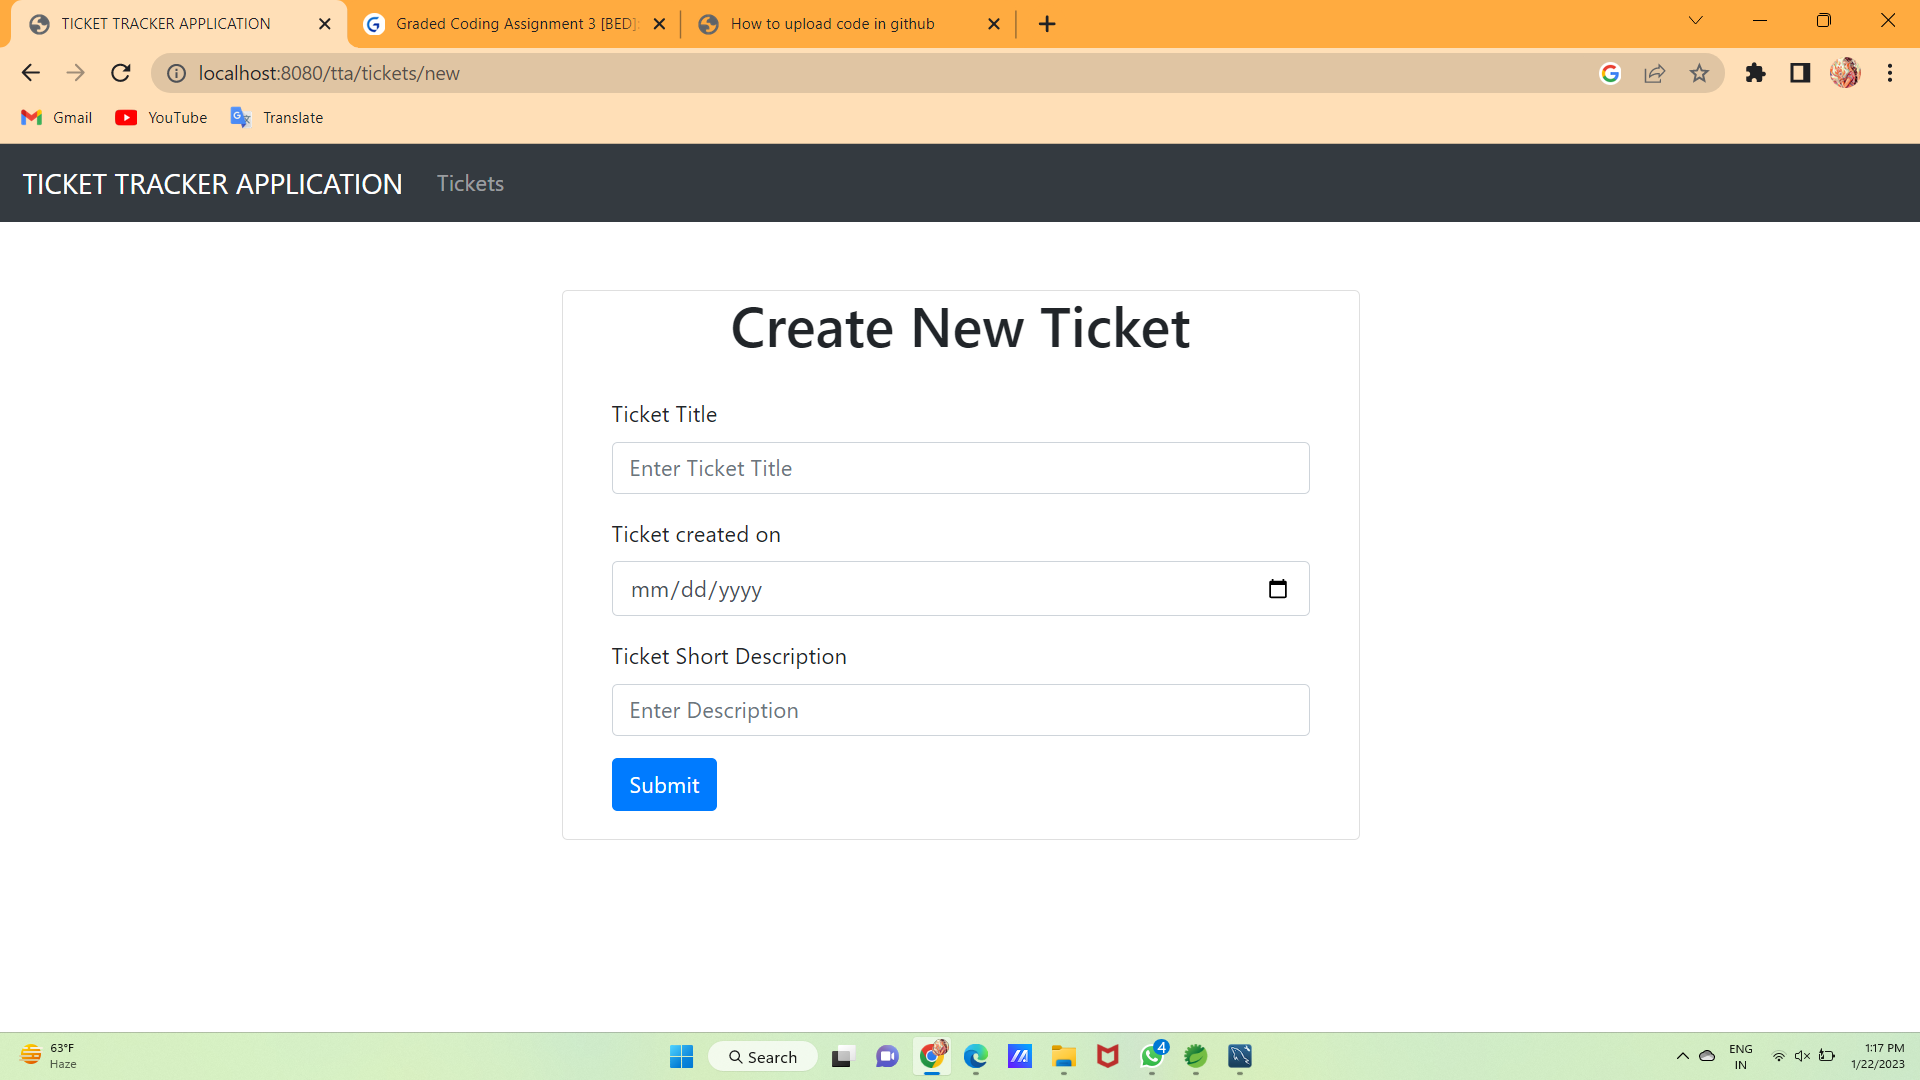 TICKET TRACKER APPLICATION
Graded Coding Assignment 3 [BED]:
How to upload code in github
localhost:8080/tta/tickets/new
Gmail
YouTube
Translate
TICKET TRACKER APPLICATION
Tickets
Create New Ticket
Ticket Title
Enter Ticket Title
Ticket created on
mm/dd/yyyy
Ticket Short Description
Enter Description
Submit
63°F
Haze
Search
4
ENG
IN
1:17 PM
1/22/2023